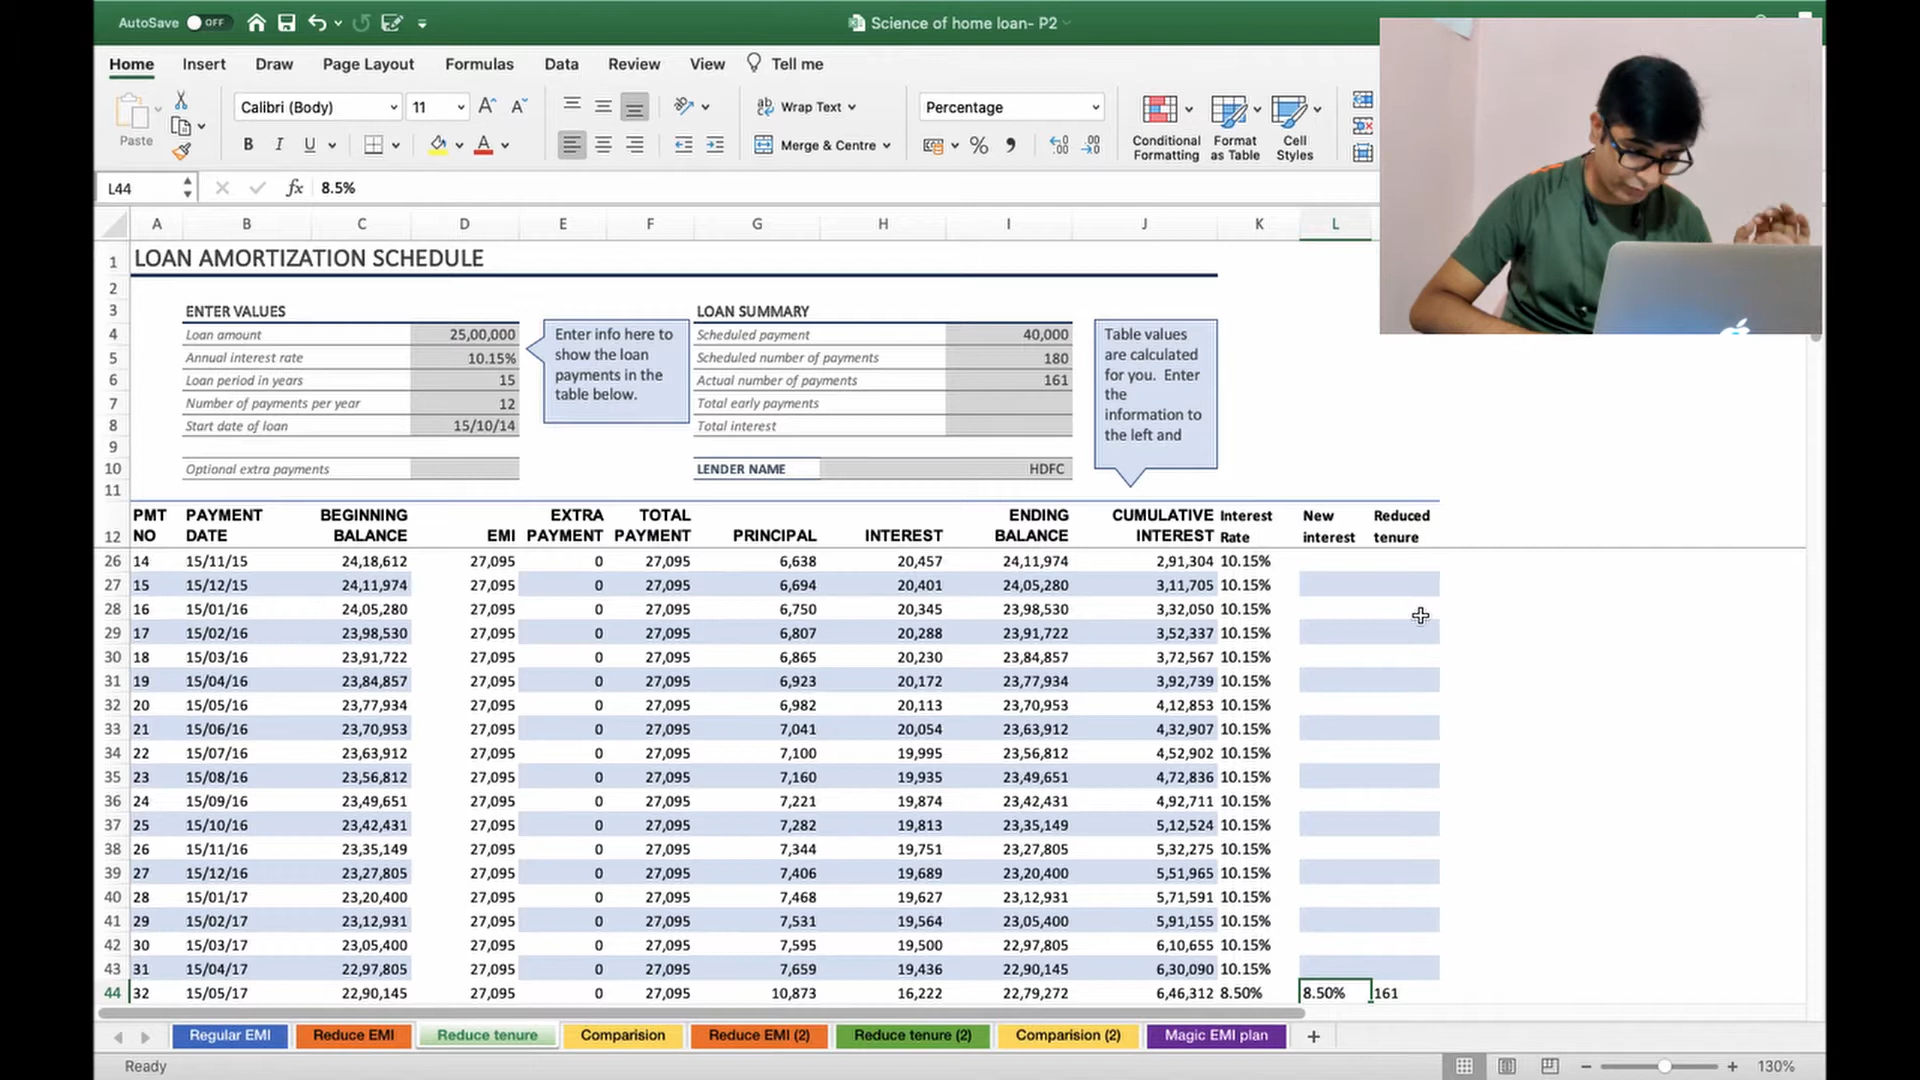 AutoSave OFF
Science of home loan- P2
Home Insert Draw Page Layout Formulas Data Review View Tell me
Paste
Calibri (Body) 11
Wrap Text
Percentage
B I U
Merge & Centre
Conditional Formatting
Format as Table
Cell Styles
L44 fx 8.5%
A B C D E F G H I J K L
1 LOAN AMORTIZATION SCHEDULE
2
3 ENTER VALUES LOAN SUMMARY
4 Loan amount 25,00,000 Scheduled payment 40,000
5 Annual interest rate 10.15% Scheduled number of payments 180
6 Loan period in years 15 Actual number of payments 161
7 Number of payments per year 12 Total early payments
8 Start date of loan 15/10/14 Total interest
9
10 Optional extra payments LENDER NAME HDFC
11
Enter info here to
show the loan
payments in the
table below.
Table values
are calculated
for you. Enter
the
information to
the left and
PMT PAYMENT BEGINNING EXTRA TOTAL ENDING CUMULATIVE Interest New Reduced
12 NO DATE BALANCE EMI PAYMENT PAYMENT PRINCIPAL INTEREST BALANCE INTEREST Rate interest tenure
26 14 15/11/15 24,18,612 27,095 0 27,095 6,638 20,457 24,11,974 2,91,304 10.15%
27 15 15/12/15 24,11,974 27,095 0 27,095 6,694 20,401 24,05,280 3,11,705 10.15%
28 16 15/01/16 24,05,280 27,095 0 27,095 6,750 20,345 23,98,530 3,32,050 10.15%
29 17 15/02/16 23,98,530 27,095 0 27,095 6,807 20,288 23,91,722 3,52,337 10.15%
30 18 15/03/16 23,91,722 27,095 0 27,095 6,865 20,230 23,84,857 3,72,567 10.15%
31 19 15/04/16 23,84,857 27,095 0 27,095 6,923 20,172 23,77,934 3,92,739 10.15%
32 20 15/05/16 23,77,934 27,095 0 27,095 6,982 20,113 23,70,953 4,12,853 10.15%
33 21 15/06/16 23,70,953 27,095 0 27,095 7,041 20,054 23,63,912 4,32,907 10.15%
34 22 15/07/16 23,63,912 27,095 0 27,095 7,100 19,995 23,56,812 4,52,902 10.15%
35 23 15/08/16 23,56,812 27,095 0 27,095 7,160 19,935 23,49,651 4,72,836 10.15%
36 24 15/09/16 23,49,651 27,095 0 27,095 7,221 19,874 23,42,431 4,92,711 10.15%
37 25 15/10/16 23,42,431 27,095 0 27,095 7,282 19,813 23,35,149 5,12,524 10.15%
38 26 15/11/16 23,35,149 27,095 0 27,095 7,344 19,751 23,27,805 5,32,275 10.15%
39 27 15/12/16 23,27,805 27,095 0 27,095 7,406 19,689 23,20,400 5,51,965 10.15%
40 28 15/01/17 23,20,400 27,095 0 27,095 7,468 19,627 23,12,931 5,71,591 10.15%
41 29 15/02/17 23,12,931 27,095 0 27,095 7,531 19,564 23,05,400 5,91,155 10.15%
42 30 15/03/17 23,05,400 27,095 0 27,095 7,595 19,500 22,97,805 6,10,655 10.15%
43 31 15/04/17 22,97,805 27,095 0 27,095 7,659 19,436 22,90,145 6,30,090 10.15%
44 32 15/05/17 22,90,145 27,095 0 27,095 10,873 16,222 22,79,272 6,46,312 8.50% 8.50% 161
Regular EMI Reduce EMI Reduce tenure Comparision Reduce EMI (2) Reduce tenure (2) Comparision (2) Magic EMI plan +
Ready 130%